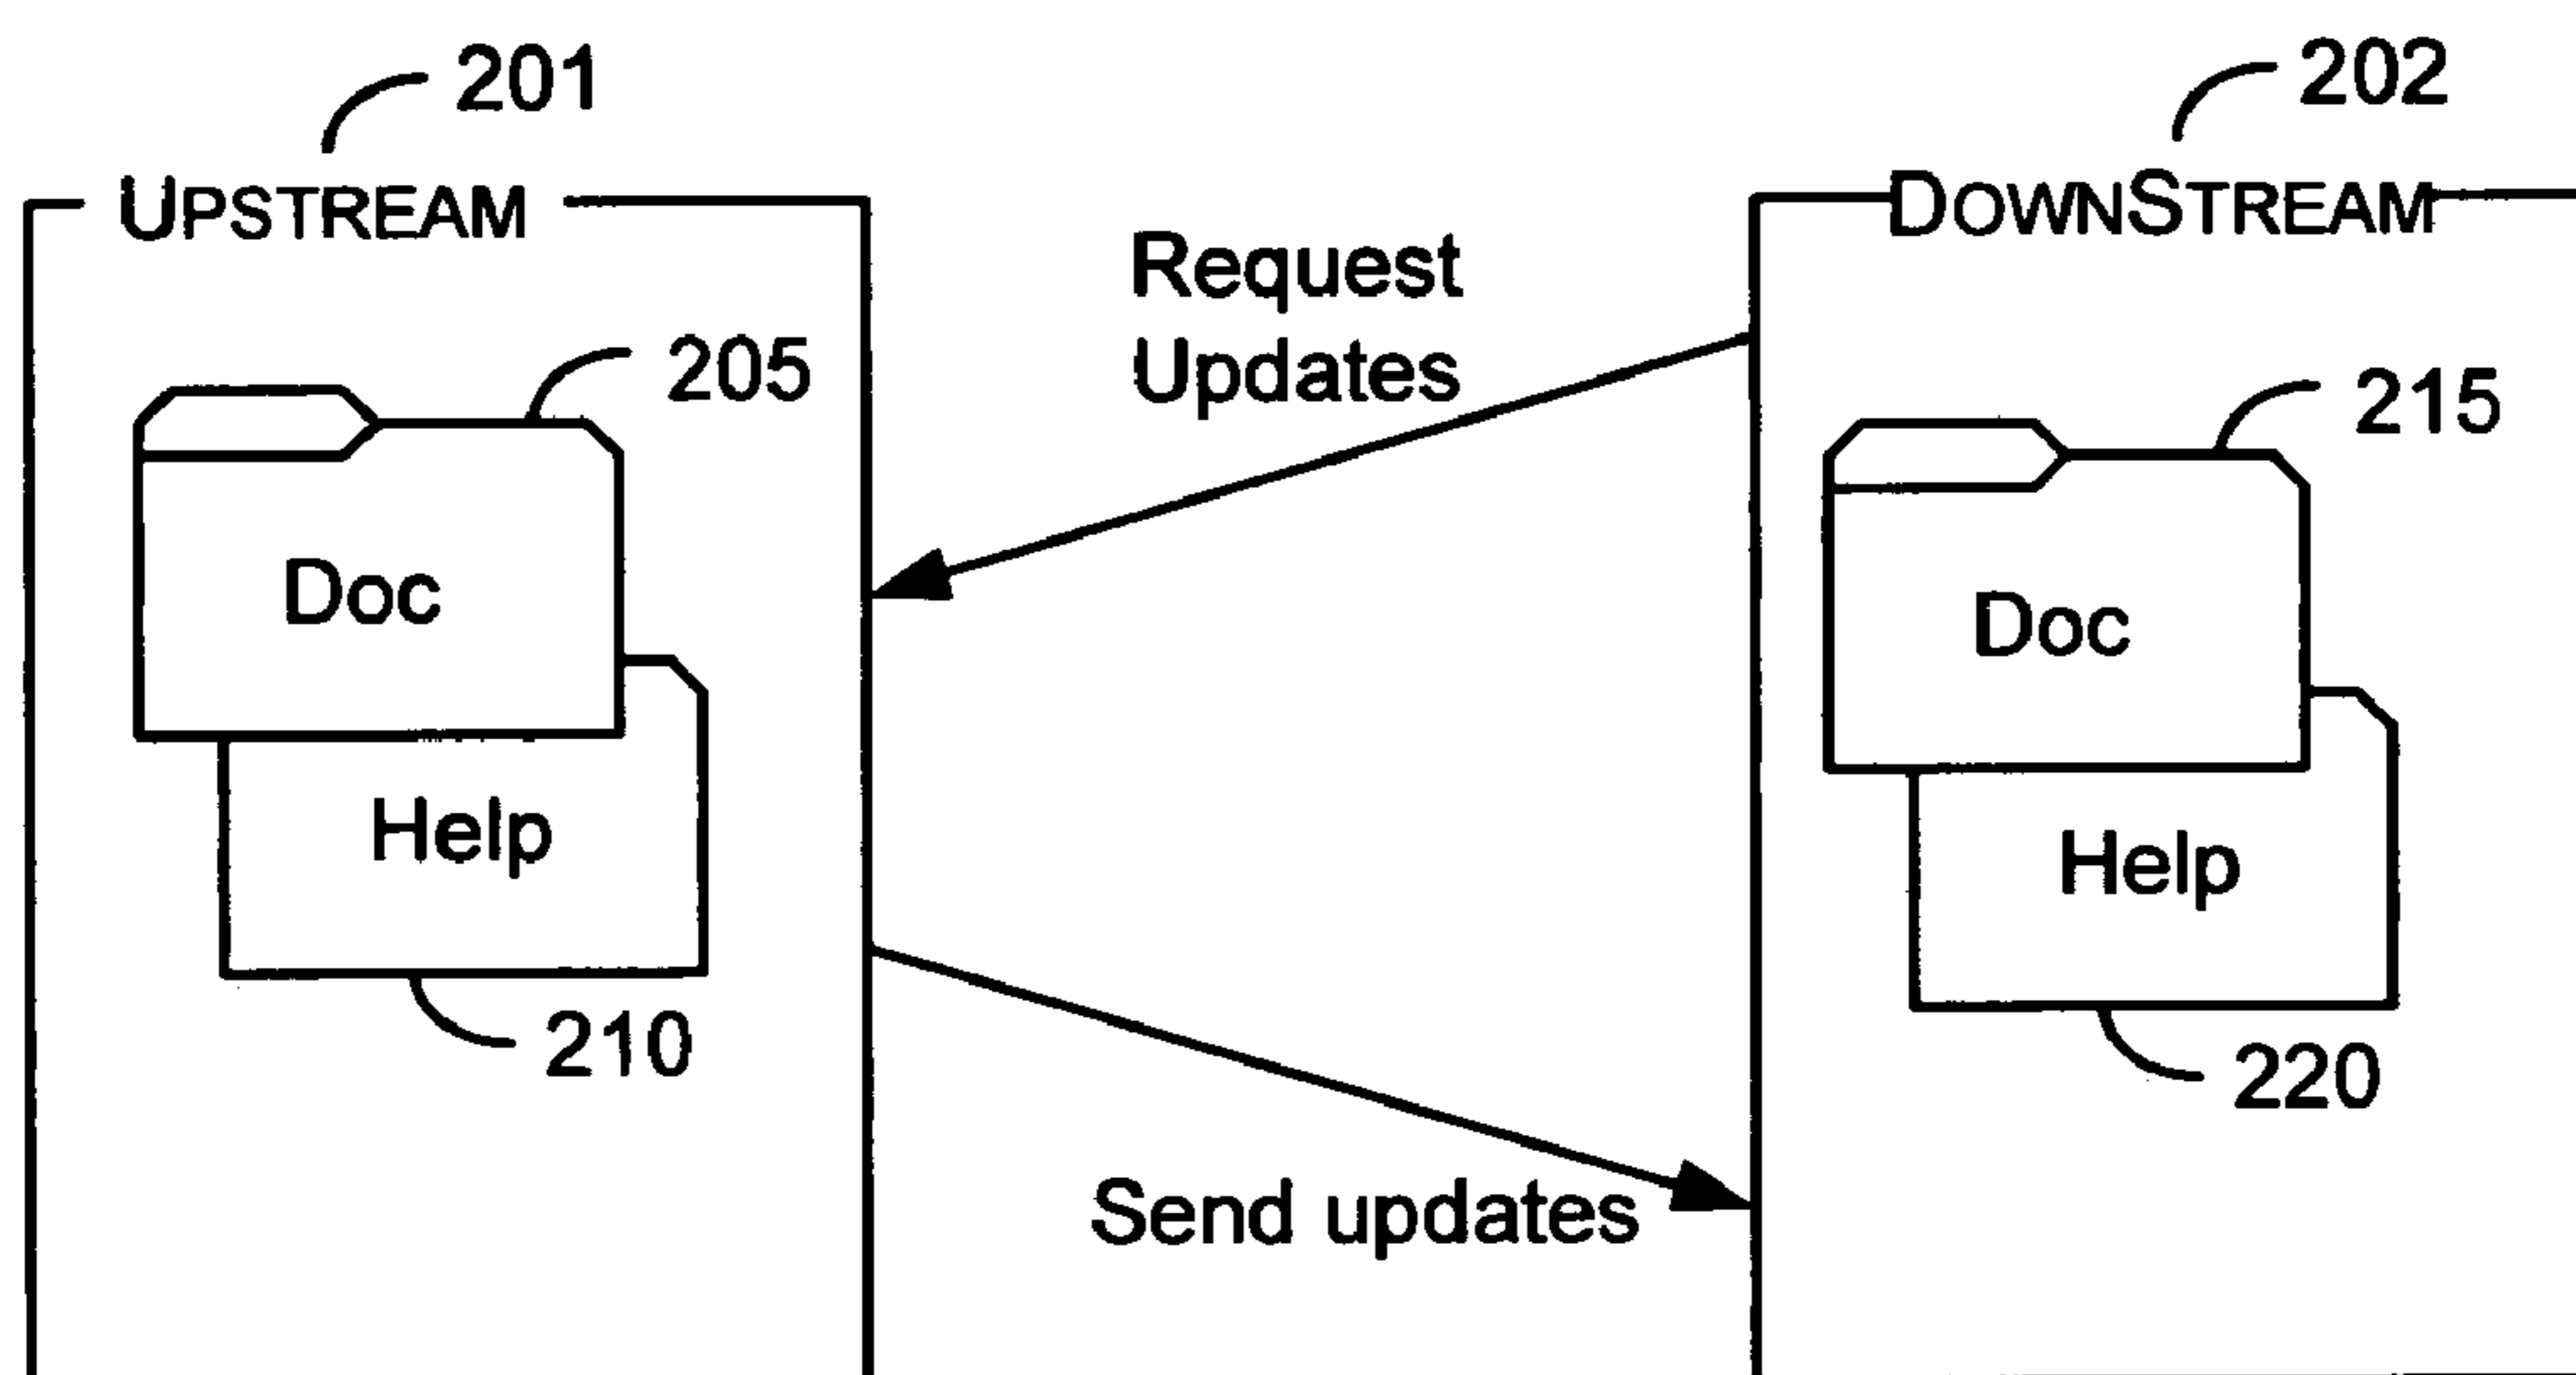 201
202
UPSTREAM
DOWNSTREAM
Request
Updates
205
215
Doc
Doc
Help
Help
210
220
Send updates